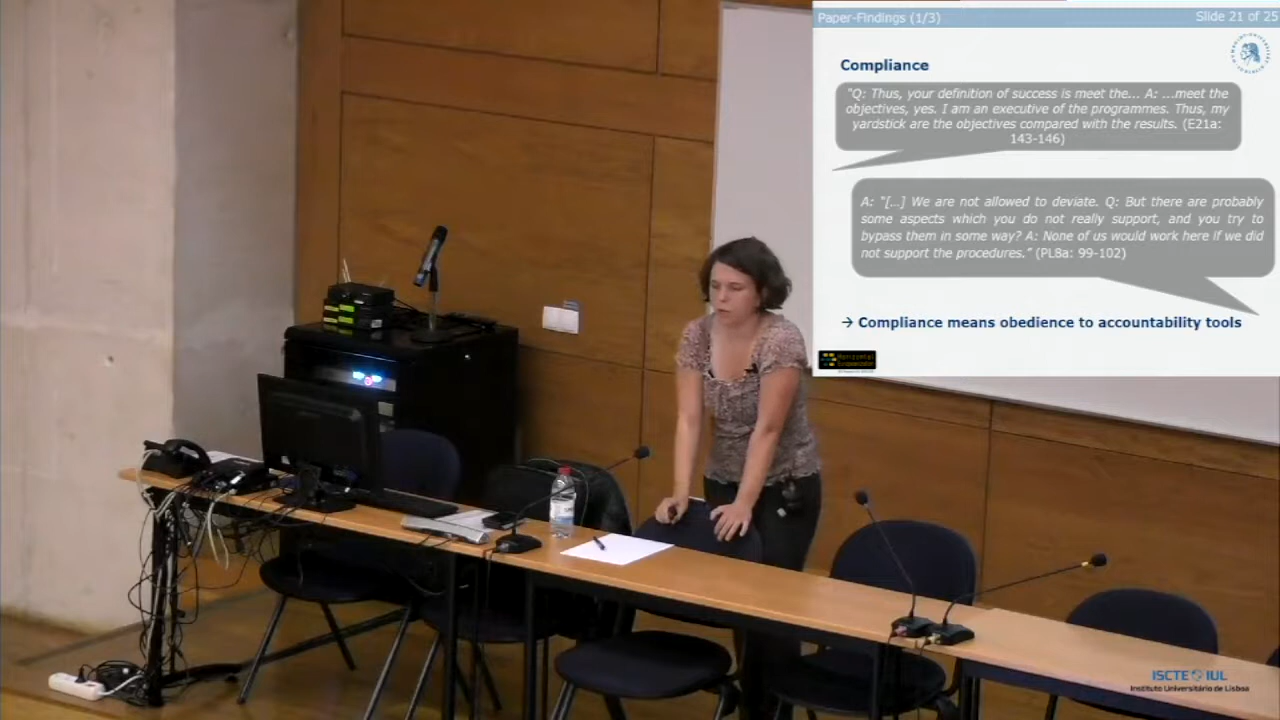 Paper-Findings (1/3)
Slide 21 of 25
Compliance
"Q: Thus, your definition of success is meet the... A: ...meet the
objectives, yes. I am an executive of the programmes. Thus, my
yardstick are the objectives compared with the results. (E21a:
143-146)
A: "[...] We are not allowed to deviate. Q: But there are probably
some aspects which you do not really support, and you try to
bypass them in some way? A: None of us would work here if we did
not support the procedures." (PL8a: 99-102)
→ Compliance means obedience to accountability tools
ISCTE IUL
Instituto Universitário de Lisboa